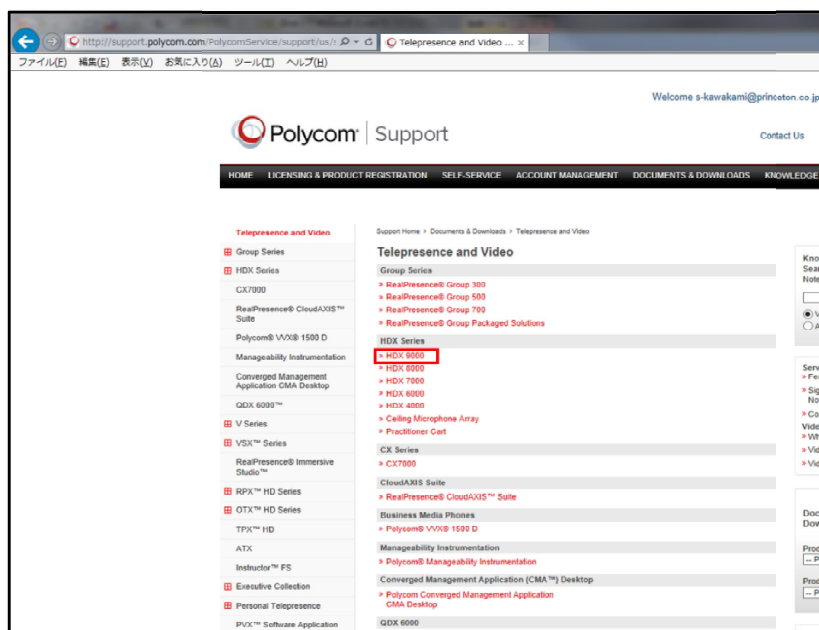 http://support.polycom.com/PolycomService/support/us/
Telepresence and Video ... ×
ファイル(F) 編集(E) 表示(V) お気に入り(A) ツール(T) ヘルプ(H)
Welcome s-kawakami@princeton.co.jp
Polycom Support
Contact Us
HOME LICENSING & PRODUCT REGISTRATION SELF-SERVICE ACCOUNT MANAGEMENT DOCUMENTS & DOWNLOADS KNOWLEDGE
Telepresence and Video
Group Series
HDX Series
CX7000
RealPresence® CloudAXIS™
Suite
Polycom® VVX® 1500 D
Manageability Instrumentation
Converged Management
Application CMA Desktop
QDX 6000™
V Series
VSX™ Series
RealPresence® Immersive
Studio™
RPX™ HD Series
OTX™ HD Series
TPX™ HD
ATX
Instructor™ FS
Executive Collection
Personal Telepresence
PVX™ Software Application
Support Home > Documents & Downloads > Telepresence and Video
Telepresence and Video
Group Series
» RealPresence® Group 300
» RealPresence® Group 500
» RealPresence® Group 700
» RealPresence® Group Packaged Solutions
HDX Series
» HDX 9000
» HDX 8000
» HDX 7000
» HDX 6000
» HDX 4000
» Ceiling Microphone Array
» Practitioner Cart
CX Series
» CX7000
CloudAXIS Suite
» RealPresence® CloudAXIS™ Suite
Business Media Phones
» Polycom® VVX® 1500 D
Manageability Instrumentation
» Polycom® Manageability Instrumentation
Converged Management Application (CMA™) Desktop
» Polycom Converged Management Application
CMA Desktop
QDX 6000